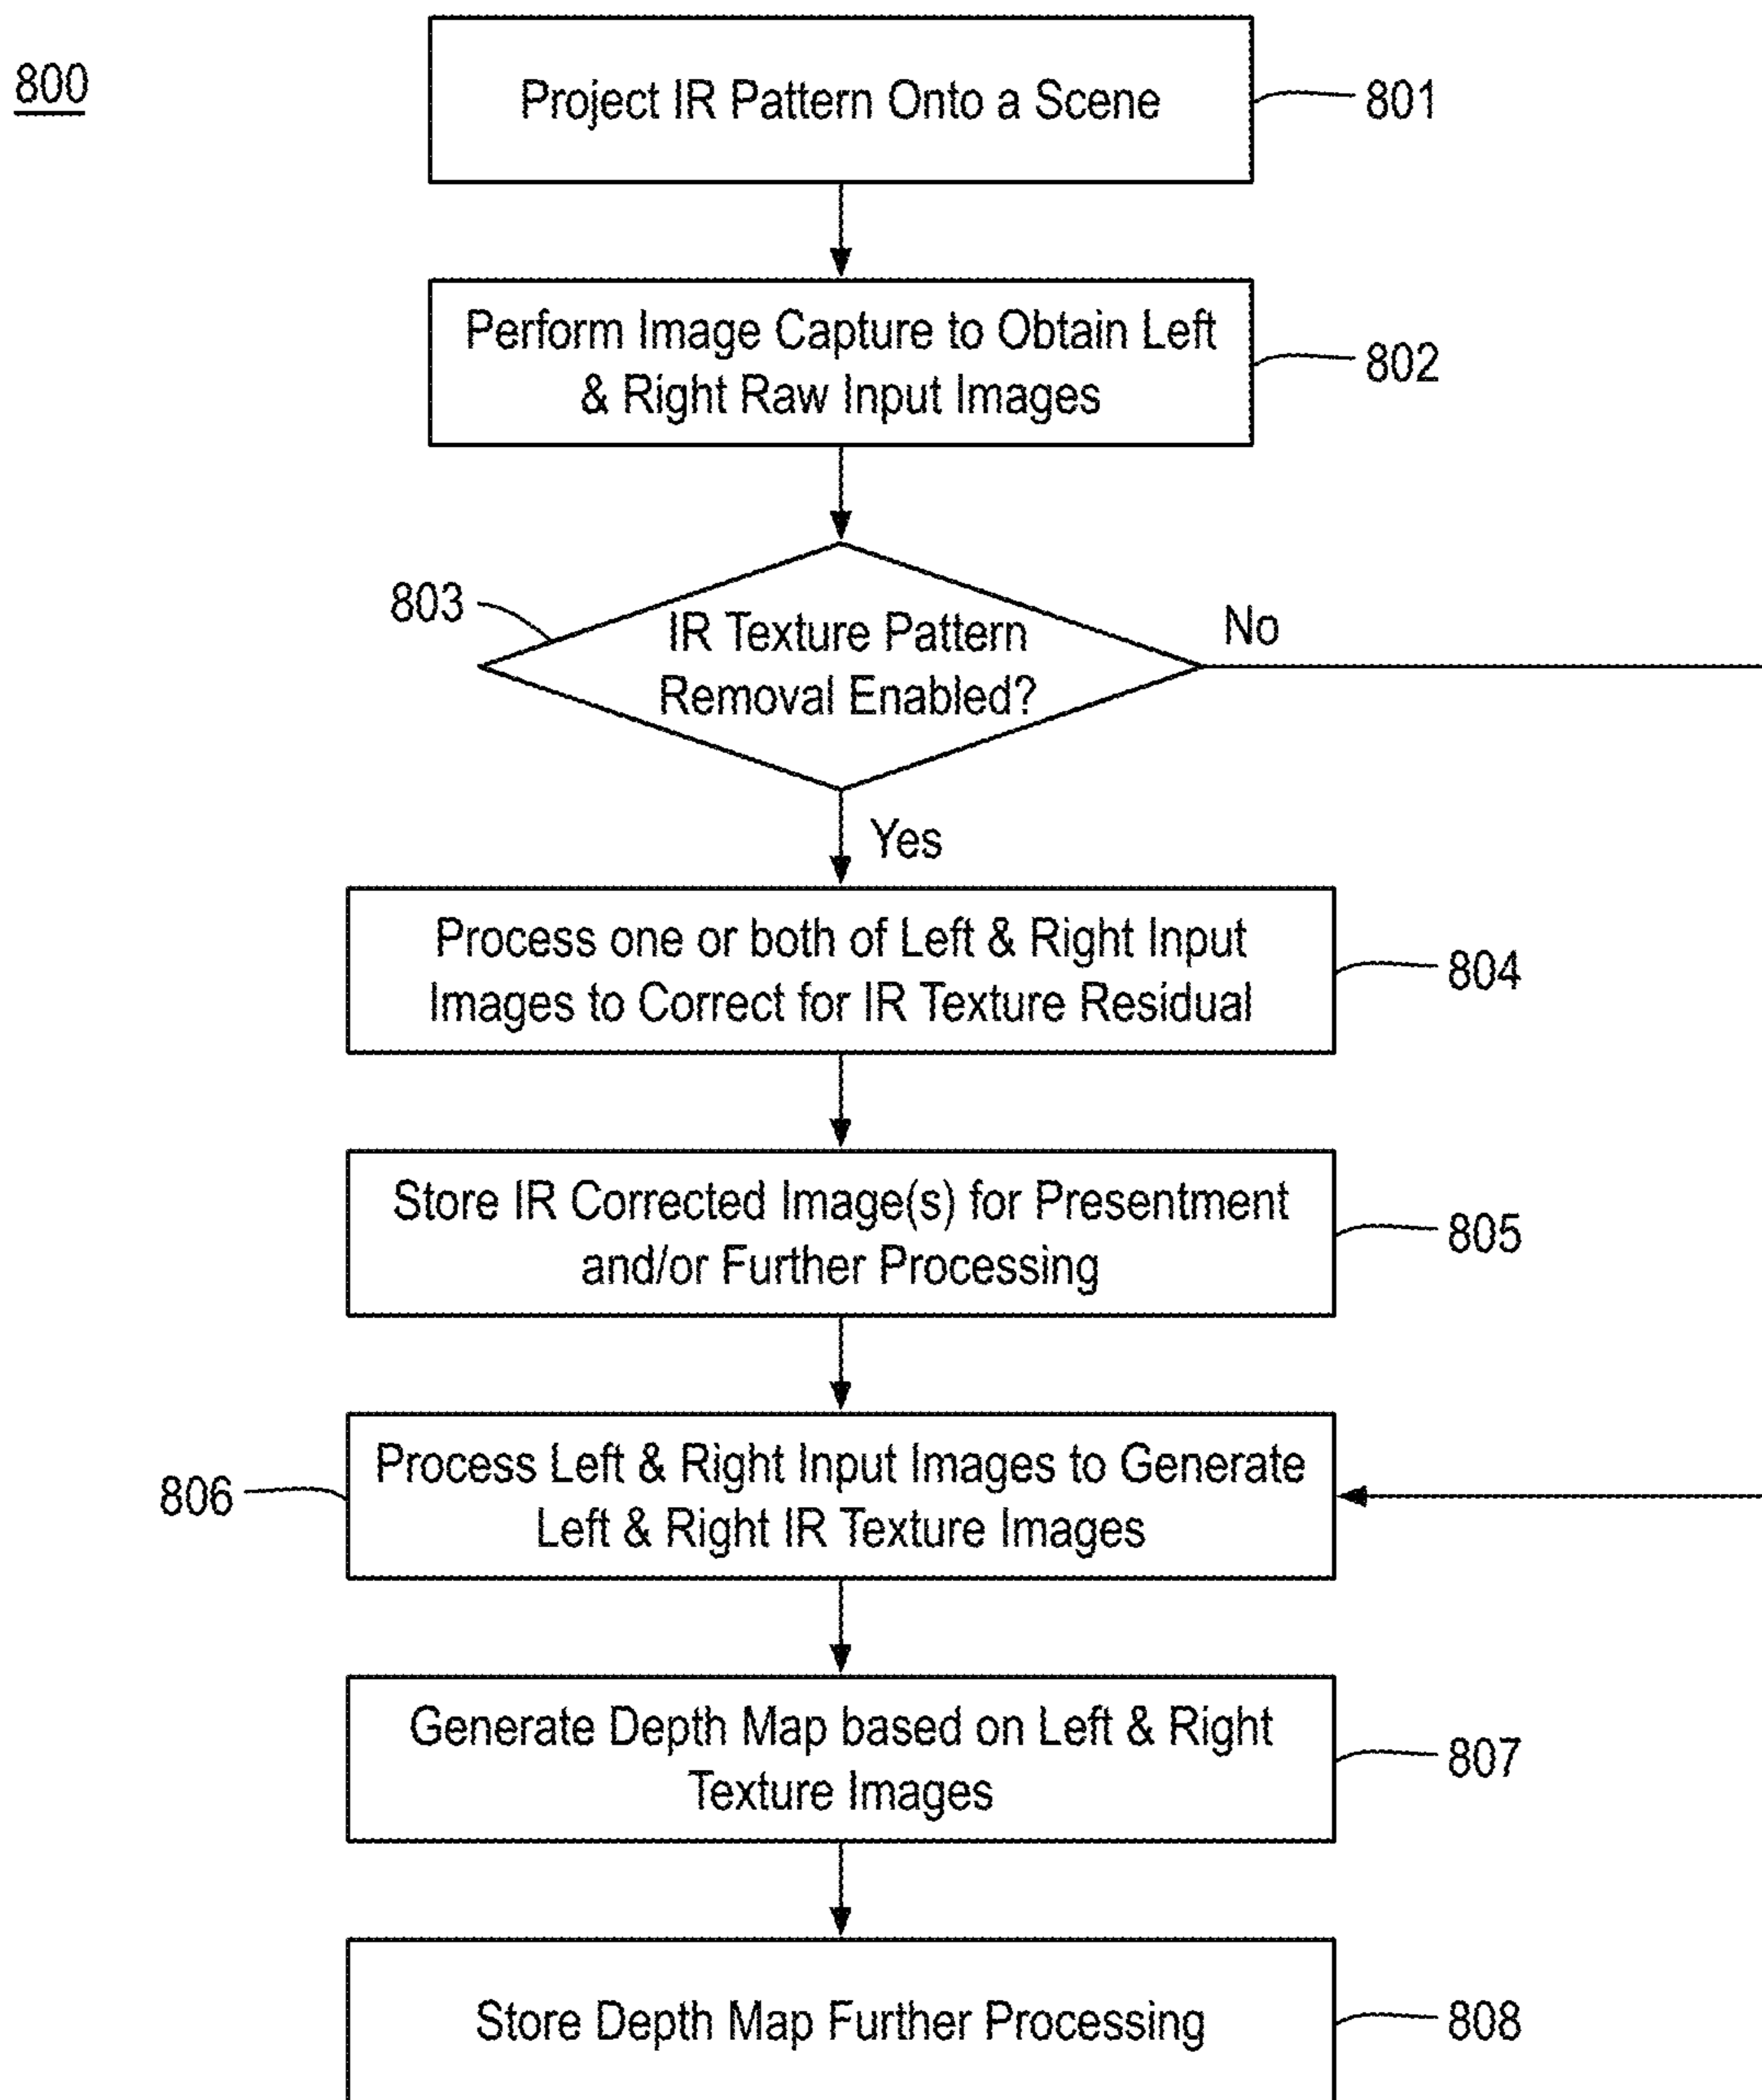 800
Project IR Pattern Onto a Scene
801
Perform Image Capture to Obtain Left
& Right Raw Input Images
802
803
IR Texture Pattern
Removal Enabled?
No
Yes
Process one or both of Left & Right Input
Images to Correct for IR Texture Residual
804
Store IR Corrected Image(s) for Presentment
and/or Further Processing
805
806
Process Left & Right Input Images to Generate
Left & Right IR Texture Images
Generate Depth Map based on Left & Right
Texture Images
807
Store Depth Map Further Processing
808